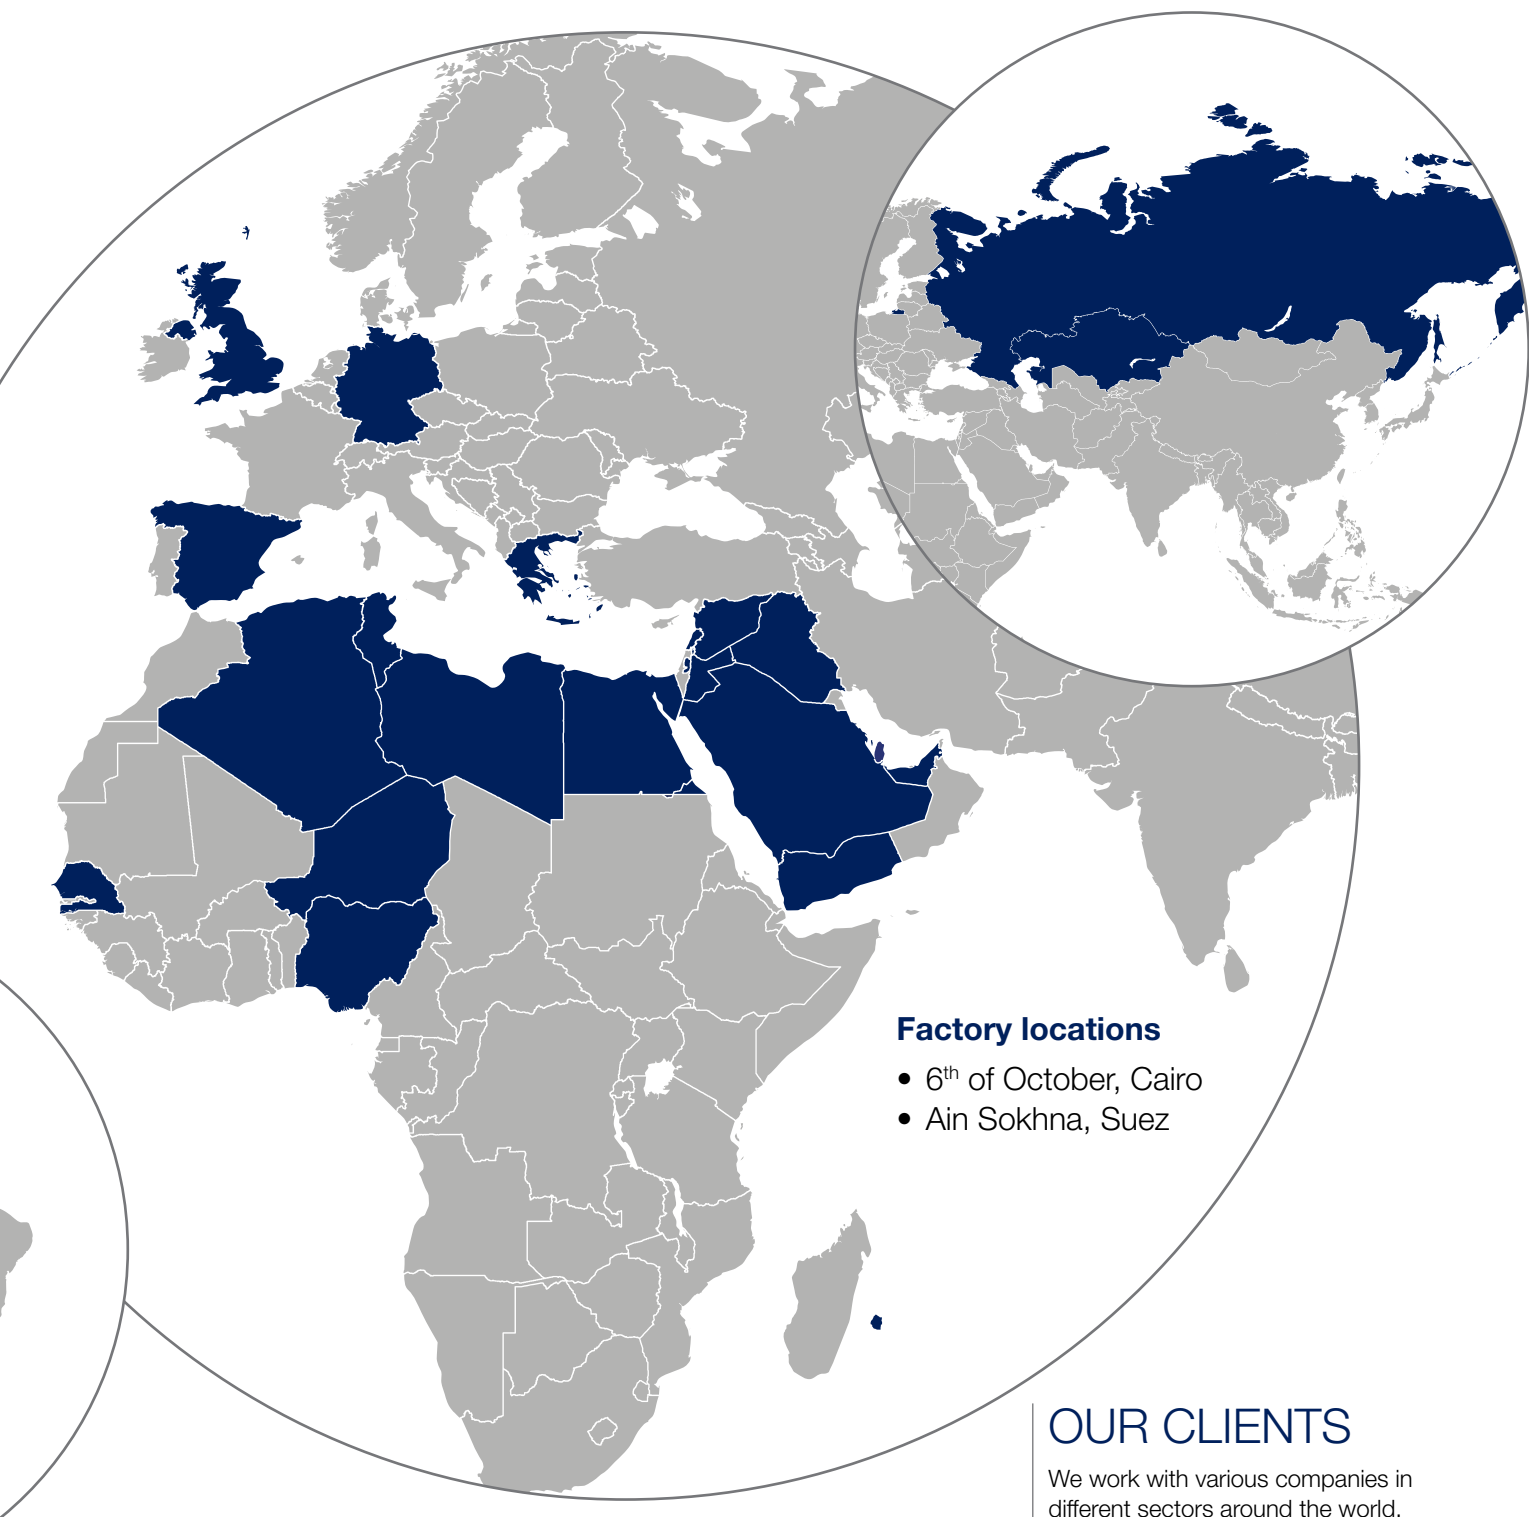 Factory locations
• 6th of October, Cairo
• Ain Sokhna, Suez
OUR CLIENTS
We work with various companies in
different sectors around the world.